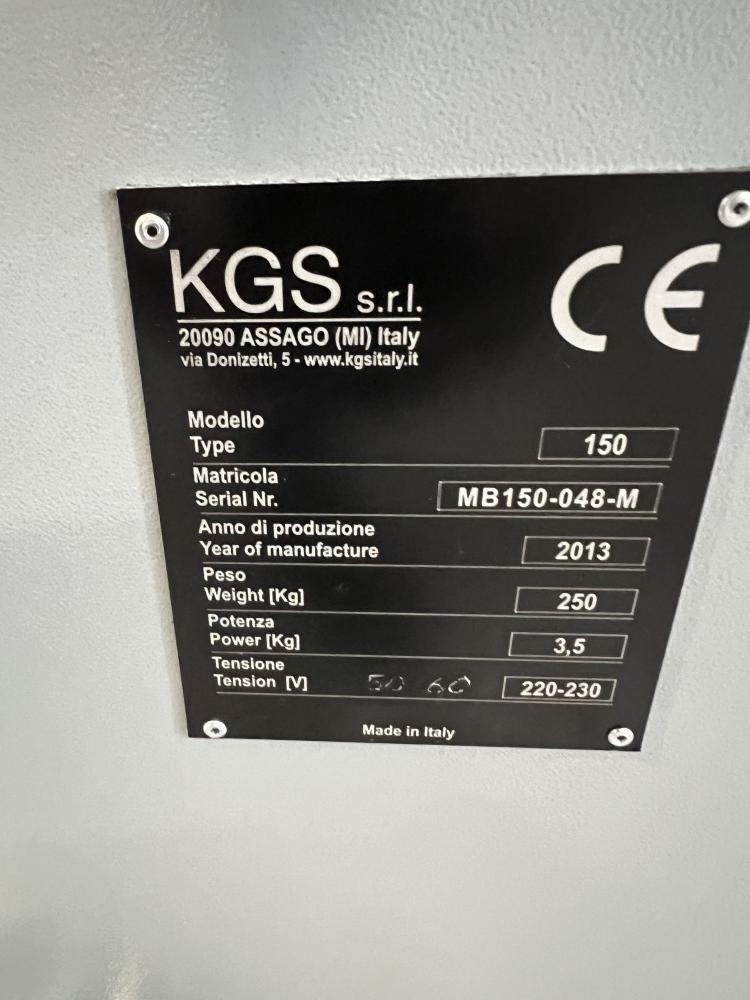 KGS s.r.l.
CE
20090 ASSAGO (MI) Italy
via Donizetti, 5 - www.kgsitaly.it
Modello
Type 150
Matricola
Serial Nr. MB150-048-M
Anno di produzione
Year of manufacture 2013
Peso
Weight [Kg] 250
Potenza
Power [Kg] 3,5
Tensione
Tension [V] 50 60 220-230
Made in Italy